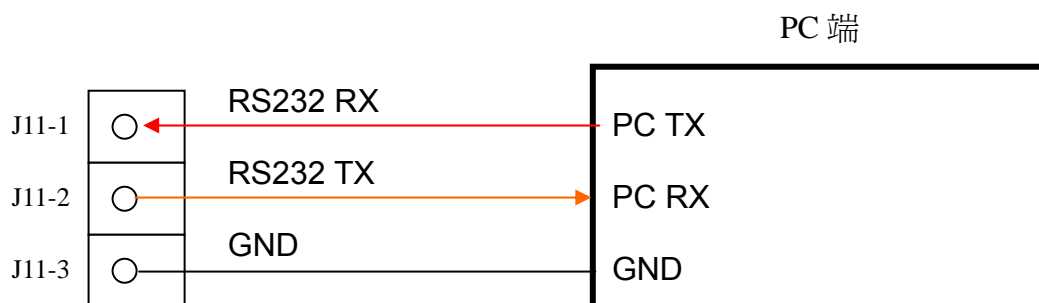 PC 端
RS232 RX
J11-1
PC TX
RS232 TX
J11-2
PC RX
GND
J11-3
GND